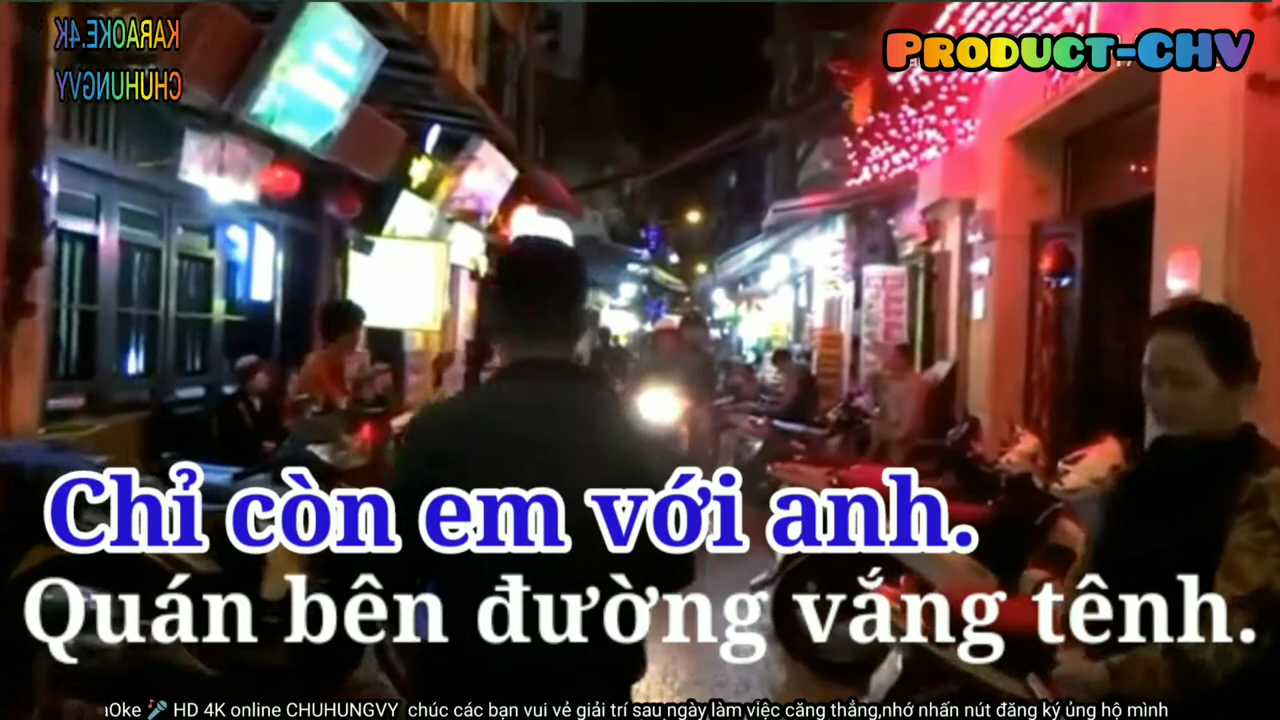 KARAOKE.4K
CHUHUNGVY
PRODUCT-CHV
Chỉ còn em với anh.
Quán bên đường vắng tênh.
Oke 🎤 HD 4K online CHUHUNGVY chúc các bạn vui vẻ giải trí sau ngày làm việc căng thẳng,nhớ nhấn nút đăng ký ủng hộ mình